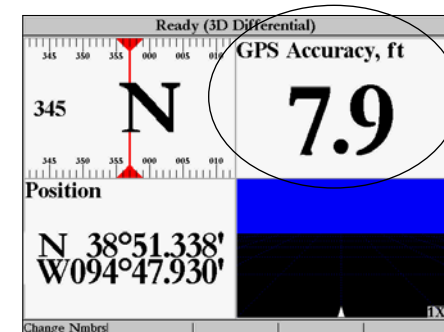 Ready (3D Differential)
345 350 355 000 005 010
345 N
345 350 355 000 005 010
GPS Accuracy, ft
7.9
Position
N 38°51.338'
W094°47.930'
1X
Change Nmbrs